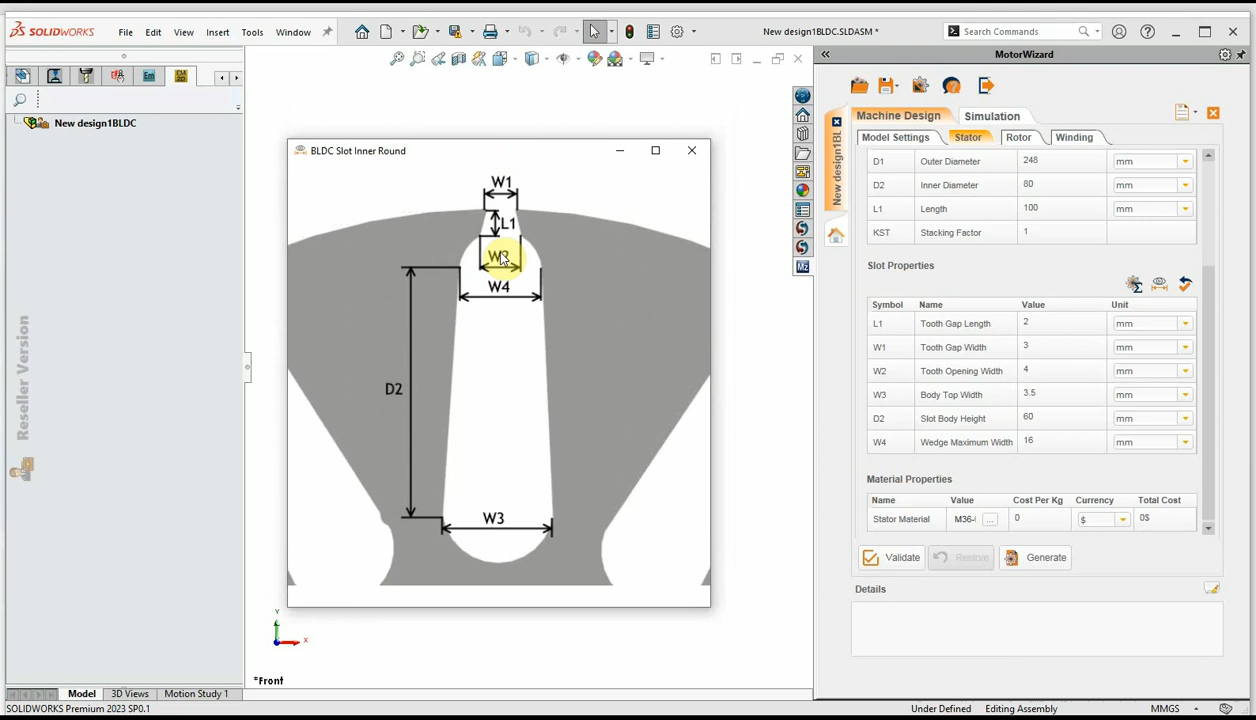 SOLIDWORKS File Edit View Insert Tools Window New design1BLDC.SLDASM * Search Commands
MotorWizard
New design1BLDC
BLDC Slot Inner Round
W1
L1
W4
D2
W3
Reseller Version
New design1BL
Machine Design Simulation
Model Settings Stator Rotor Winding
D1 Outer Diameter 248 mm
D2 Inner Diameter 80 mm
L1 Length 100 mm
KST Stacking Factor 1
Slot Properties
Symbol Name Value Unit
L1 Tooth Gap Length 2 mm
W1 Tooth Gap Width 3 mm
W2 Tooth Opening Width 4 mm
W3 Body Top Width 3.5 mm
D2 Slot Body Height 60 mm
W4 Wedge Maximum Width 16 mm
Material Properties
Name Value Cost Per Kg Currency Total Cost
Stator Material M36-( ... 0 $ 0$
Validate Restore Generate
Details
Y
X
*Front
Model 3D Views Motion Study 1
SOLIDWORKS Premium 2023 SP0.1 Under Defined Editing Assembly MMGS